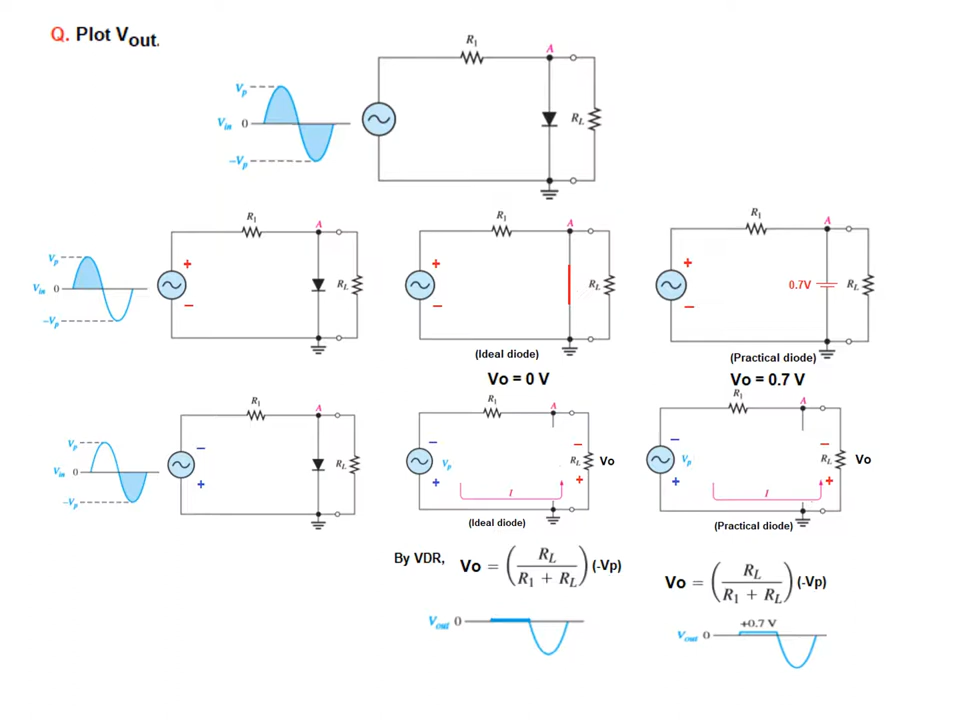 Q. Plot Vout.
R1
A
Vp
Vin 0
RL
–Vp
R1
A
Vp
Vin 0
–Vp
+
–
RL
R1
A
+
–
RL
(Ideal diode)
Vo = 0 V
R1
A
+
–
0.7V
RL
(Practical diode)
Vo = 0.7 V
R1
A
Vp
Vin 0
–Vp
–
+
RL
R1
A
–
+
Vp
–
RL
+
Vo
I
(Ideal diode)
R1
A
–
+
Vp
–
RL
+
Vo
I
(Practical diode)
By VDR, Vo = (RL / R1 + RL) (-Vp)
Vo = (RL / R1 + RL) (-Vp)
Vout 0
+0.7 V
Vout 0